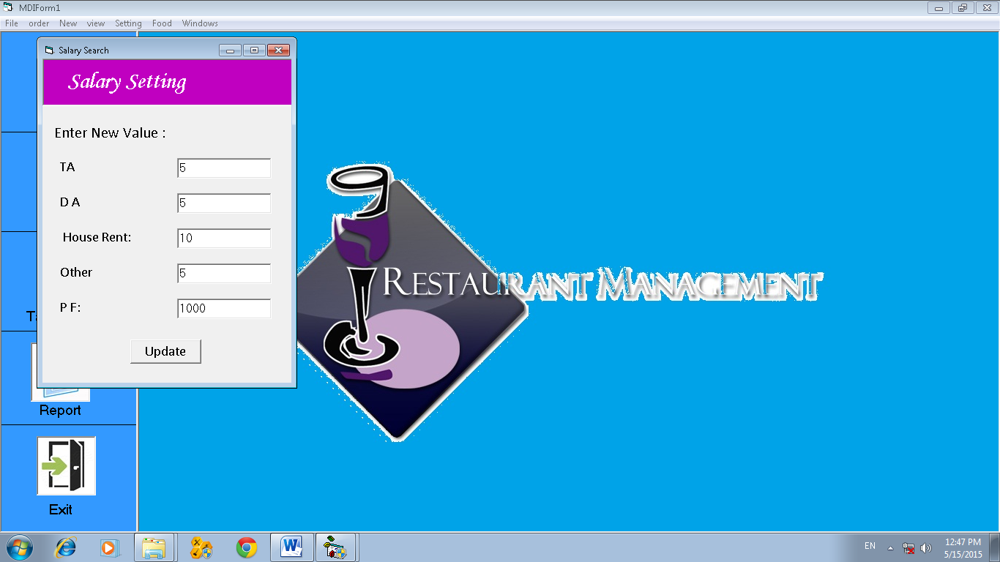 MDIForm1
File order New view Setting Food Windows
Salary Search
Salary Setting
Enter New Value :
TA 5
D A 5
House Rent: 10
Other 5
P F: 1000
Update
RESTAURANT MANAGEMENT
Report
Exit
EN
12:47 PM
5/15/2015